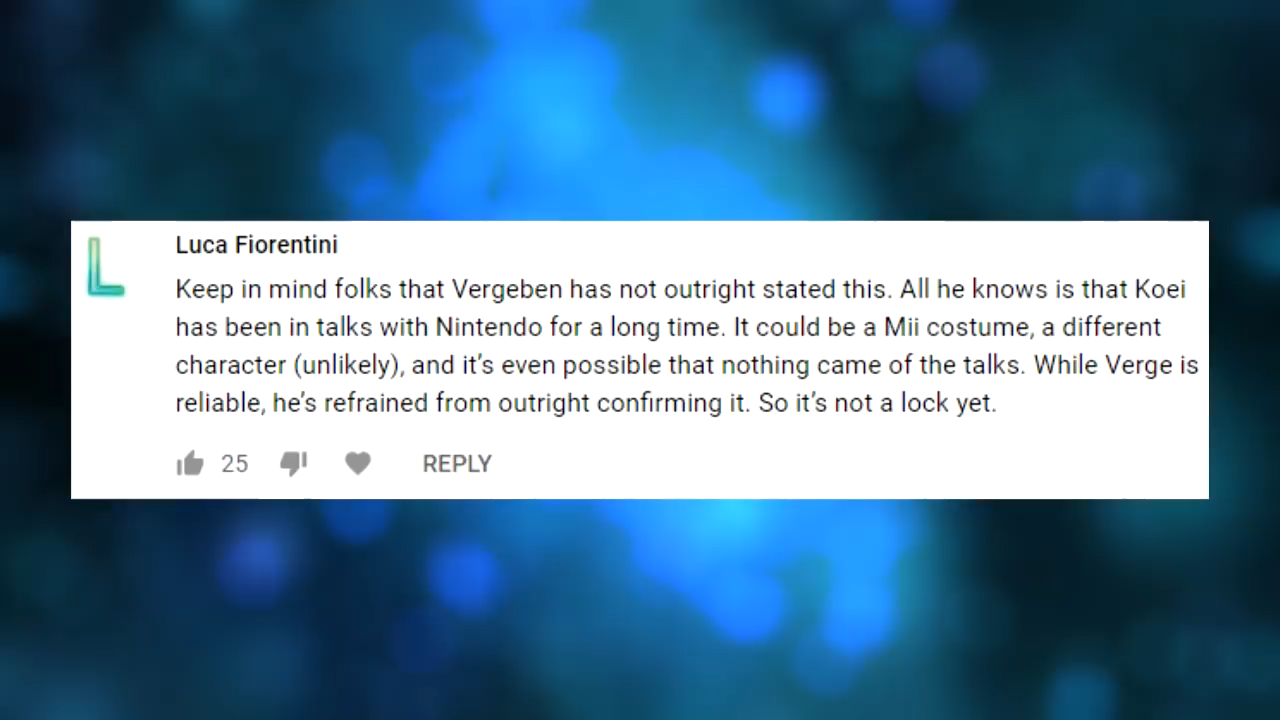 L
Luca Fiorentini
Keep in mind folks that Vergeben has not outright stated this. All he knows is that Koei
has been in talks with Nintendo for a long time. It could be a Mii costume, a different
character (unlikely), and it’s even possible that nothing came of the talks. While Verge is
reliable, he’s refrained from outright confirming it. So it’s not a lock yet.
25 REPLY